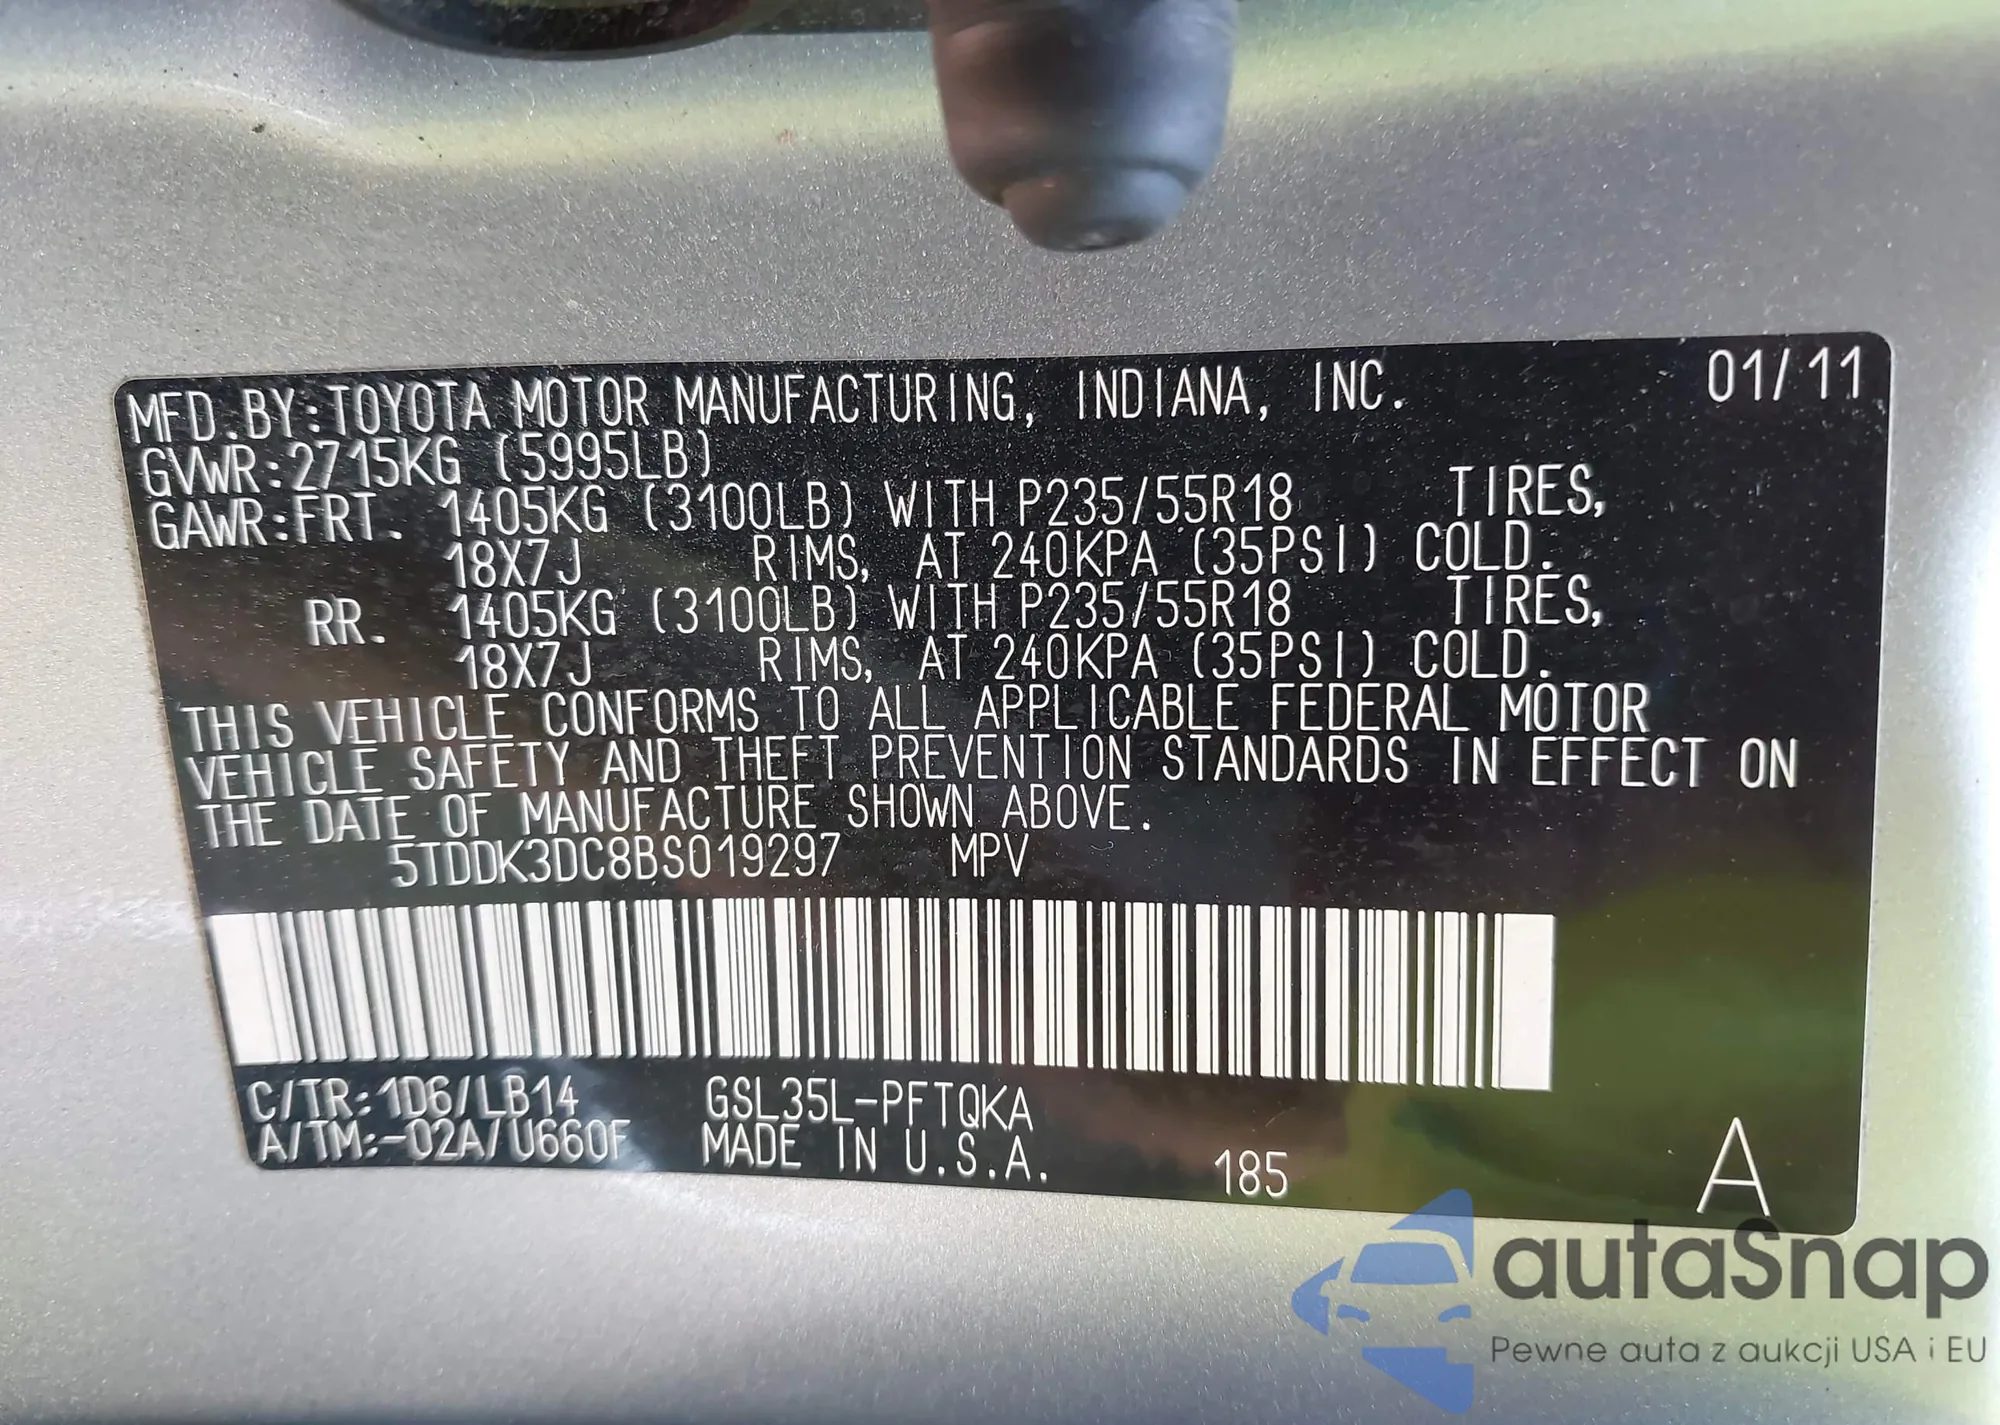 MFD. BY: TOYOTA MOTOR MANUFACTURING, INDIANA, INC. 01/11
GVWR: 2715KG (5995LB)
GAWR: FRT. 1405KG (3100LB) WITH P235/55R18 TIRES,
18X7J RIMS, AT 240KPA (35PSI) COLD.
RR. 1405KG (3100LB) WITH P235/55R18 TIRES,
18X7J RIMS, AT 240KPA (35PSI) COLD.
THIS VEHICLE CONFORMS TO ALL APPLICABLE FEDERAL MOTOR
VEHICLE SAFETY AND THEFT PREVENTION STANDARDS IN EFFECT ON
THE DATE OF MANUFACTURE SHOWN ABOVE.
5TDDK3DC8BS019297 MPV
C/TR: 1D6/LB14 GSL35L-PFTQKA
A/TM: -02A/U660F MADE IN U.S.A. 185 A
autaSnap
Pewne auta z aukcji USA i EU